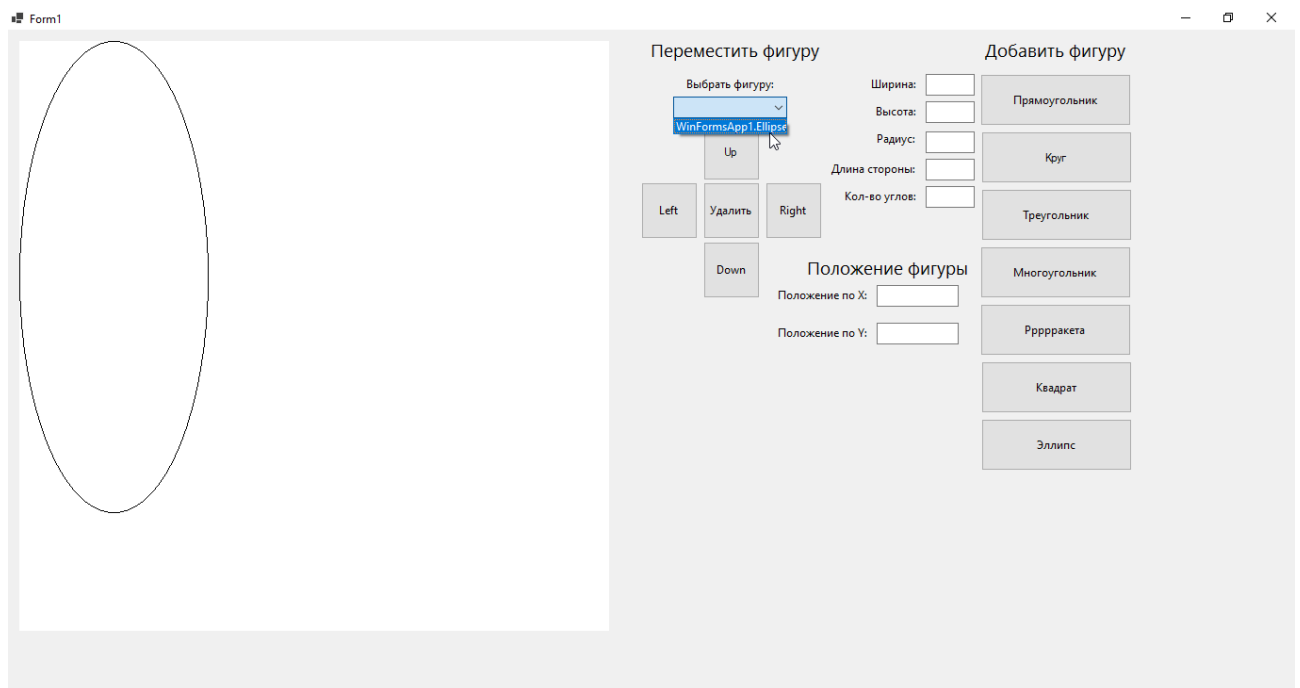 Form1
Переместить фигуру
Добавить фигуру
Выбрать фигуру:
WinFormsApp1.Ellipse
Up
Left
Удалить
Right
Down
Ширина:
Высота:
Радиус:
Длина стороны:
Кол-во углов:
Положение фигуры
Положение по X:
Положение по Y:
Прямоугольник
Круг
Треугольник
Многоугольник
Ррррракета
Квадрат
Эллипс